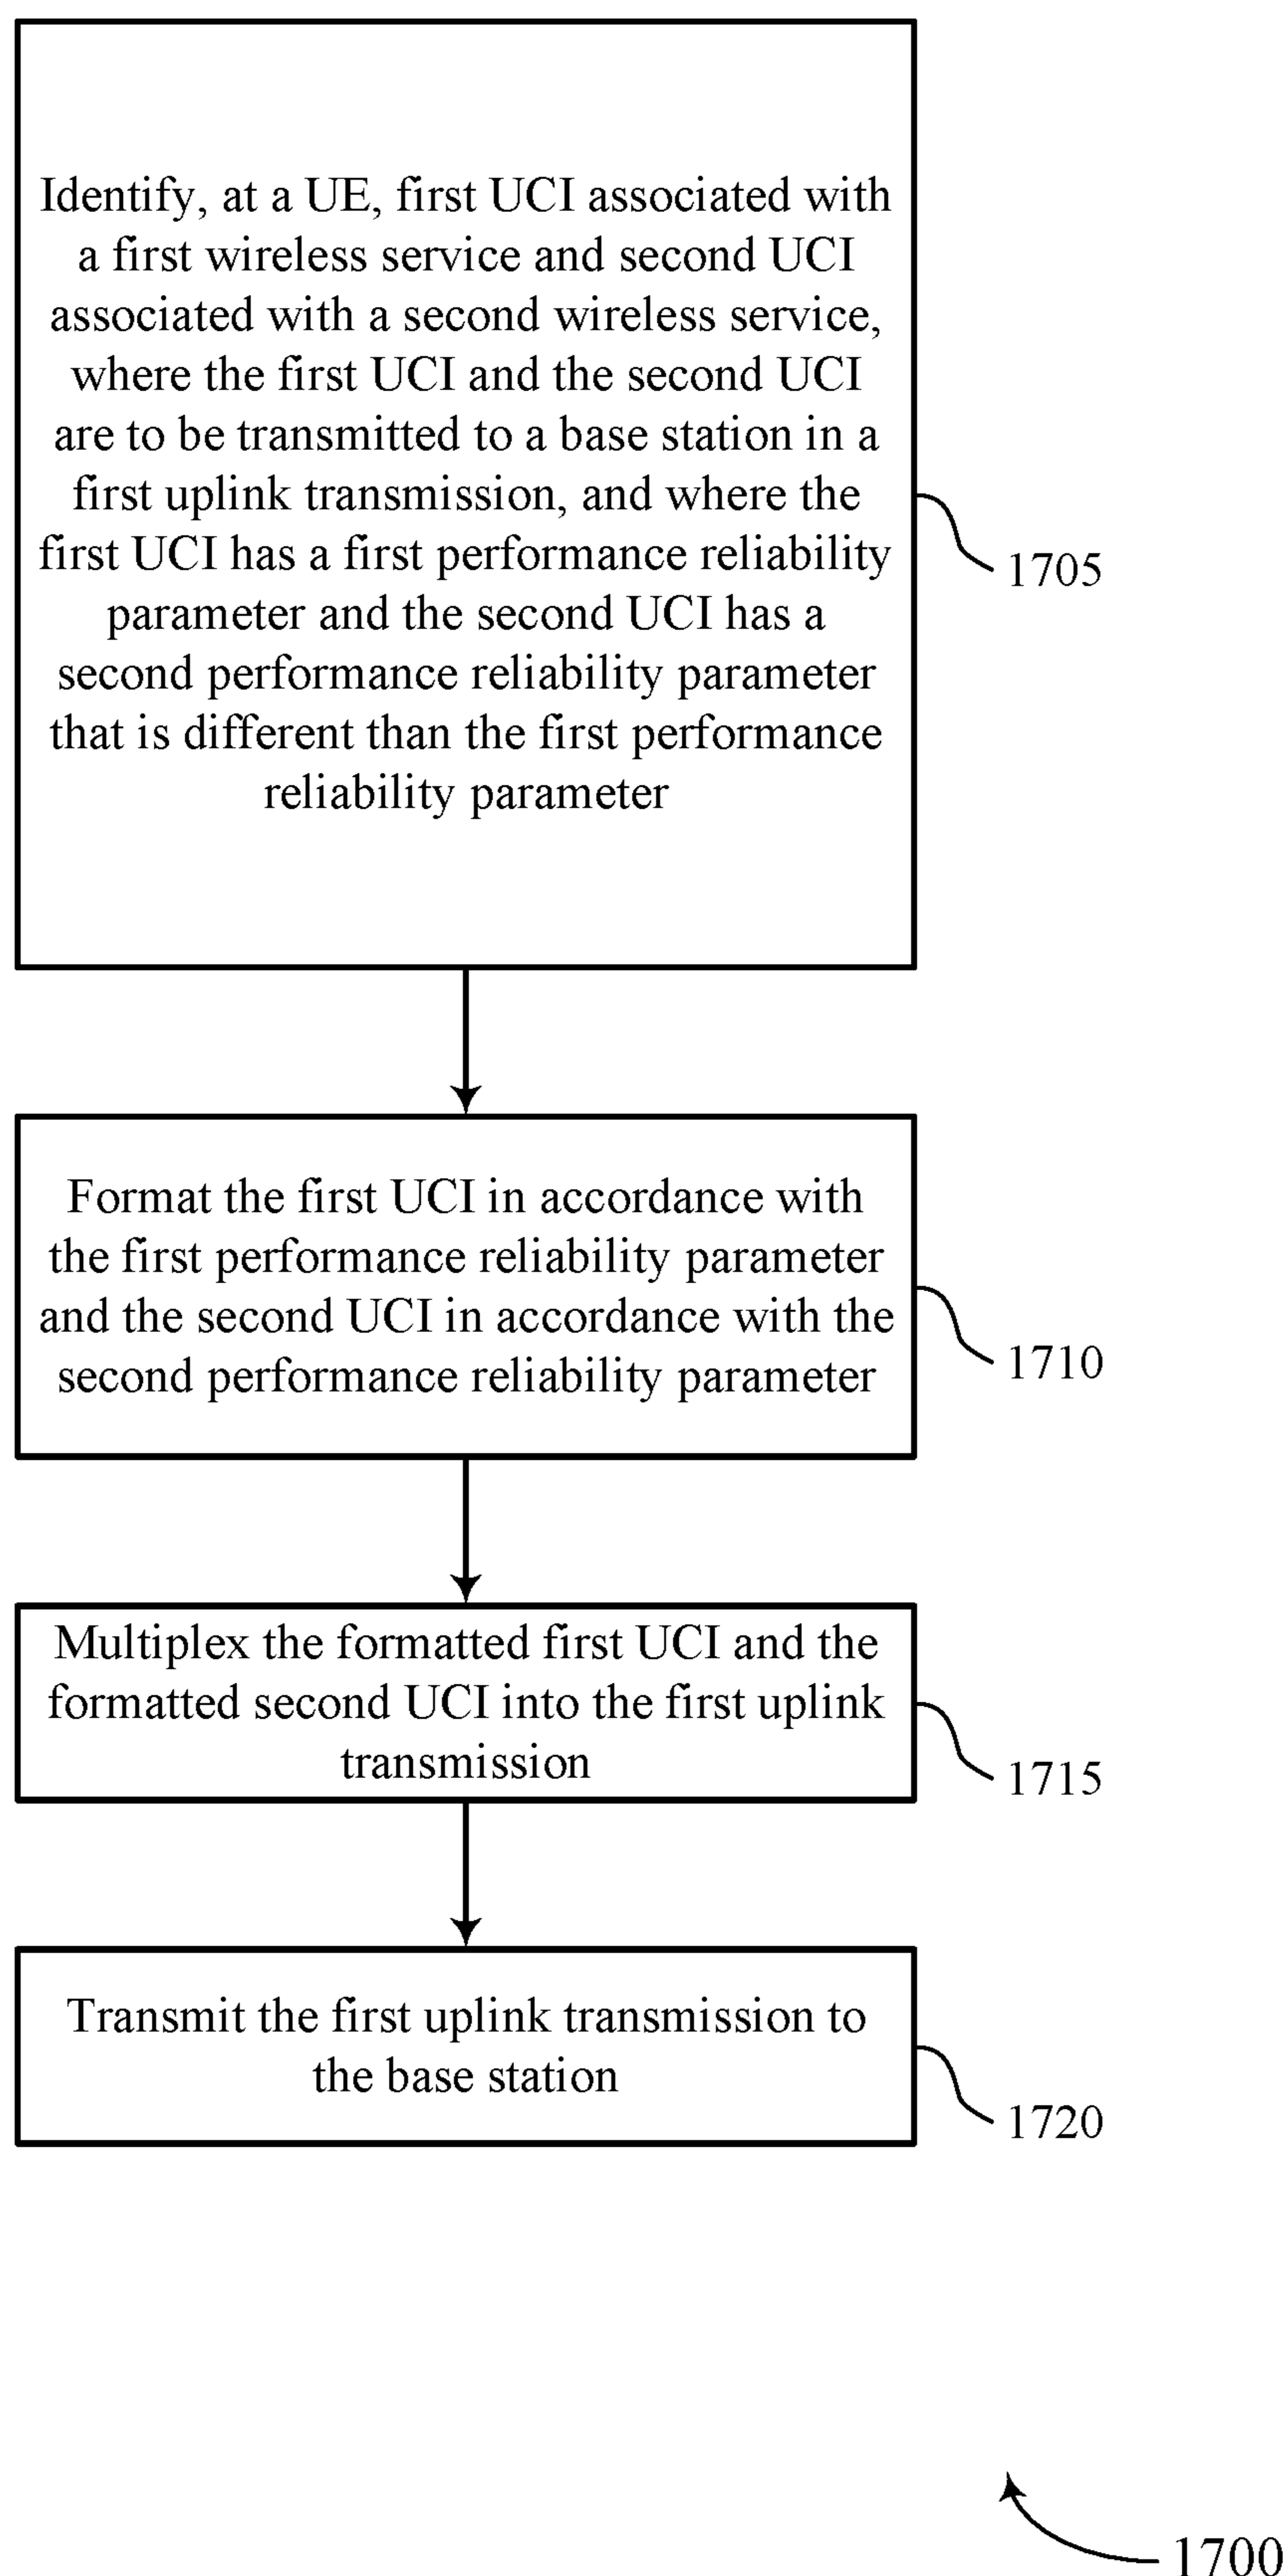 Identify, at a UE, first UCI associated with
a first wireless service and second UCI
associated with a second wireless service,
where the first UCI and the second UCI
are to be transmitted to a base station in a
first uplink transmission, and where the
first UCI has a first performance reliability
parameter and the second UCI has a
second performance reliability parameter
that is different than the first performance
reliability parameter
1705
Format the first UCI in accordance with
the first performance reliability parameter
and the second UCI in accordance with the
second performance reliability parameter
1710
Multiplex the formatted first UCI and the
formatted second UCI into the first uplink
transmission
1715
Transmit the first uplink transmission to
the base station
1720
1700